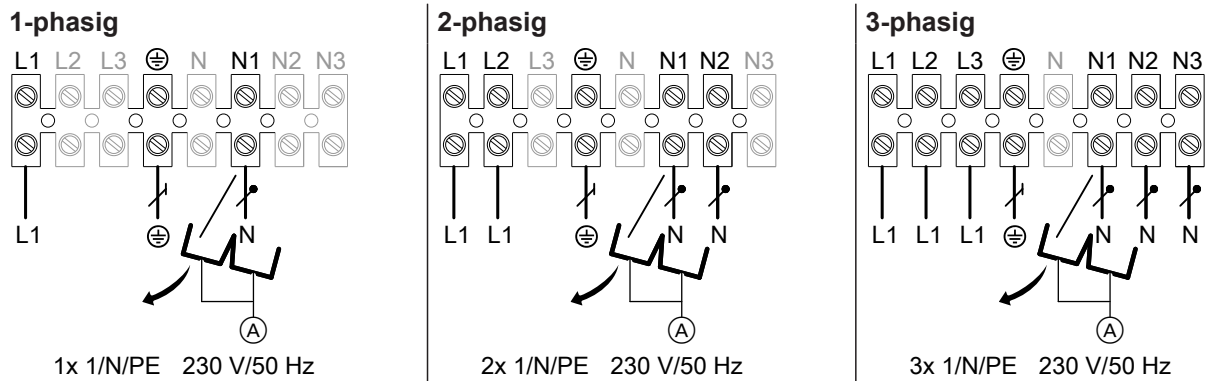 1-phasig
L1 L2 L3 N N1 N2 N3
L1 N
A
1x 1/N/PE 230 V/50 Hz
2-phasig
L1 L2 L3 N N1 N2 N3
L1 L1 N N
A
2x 1/N/PE 230 V/50 Hz
3-phasig
L1 L2 L3 N N1 N2 N3
L1 L1 L1 N N N
A
3x 1/N/PE 230 V/50 Hz